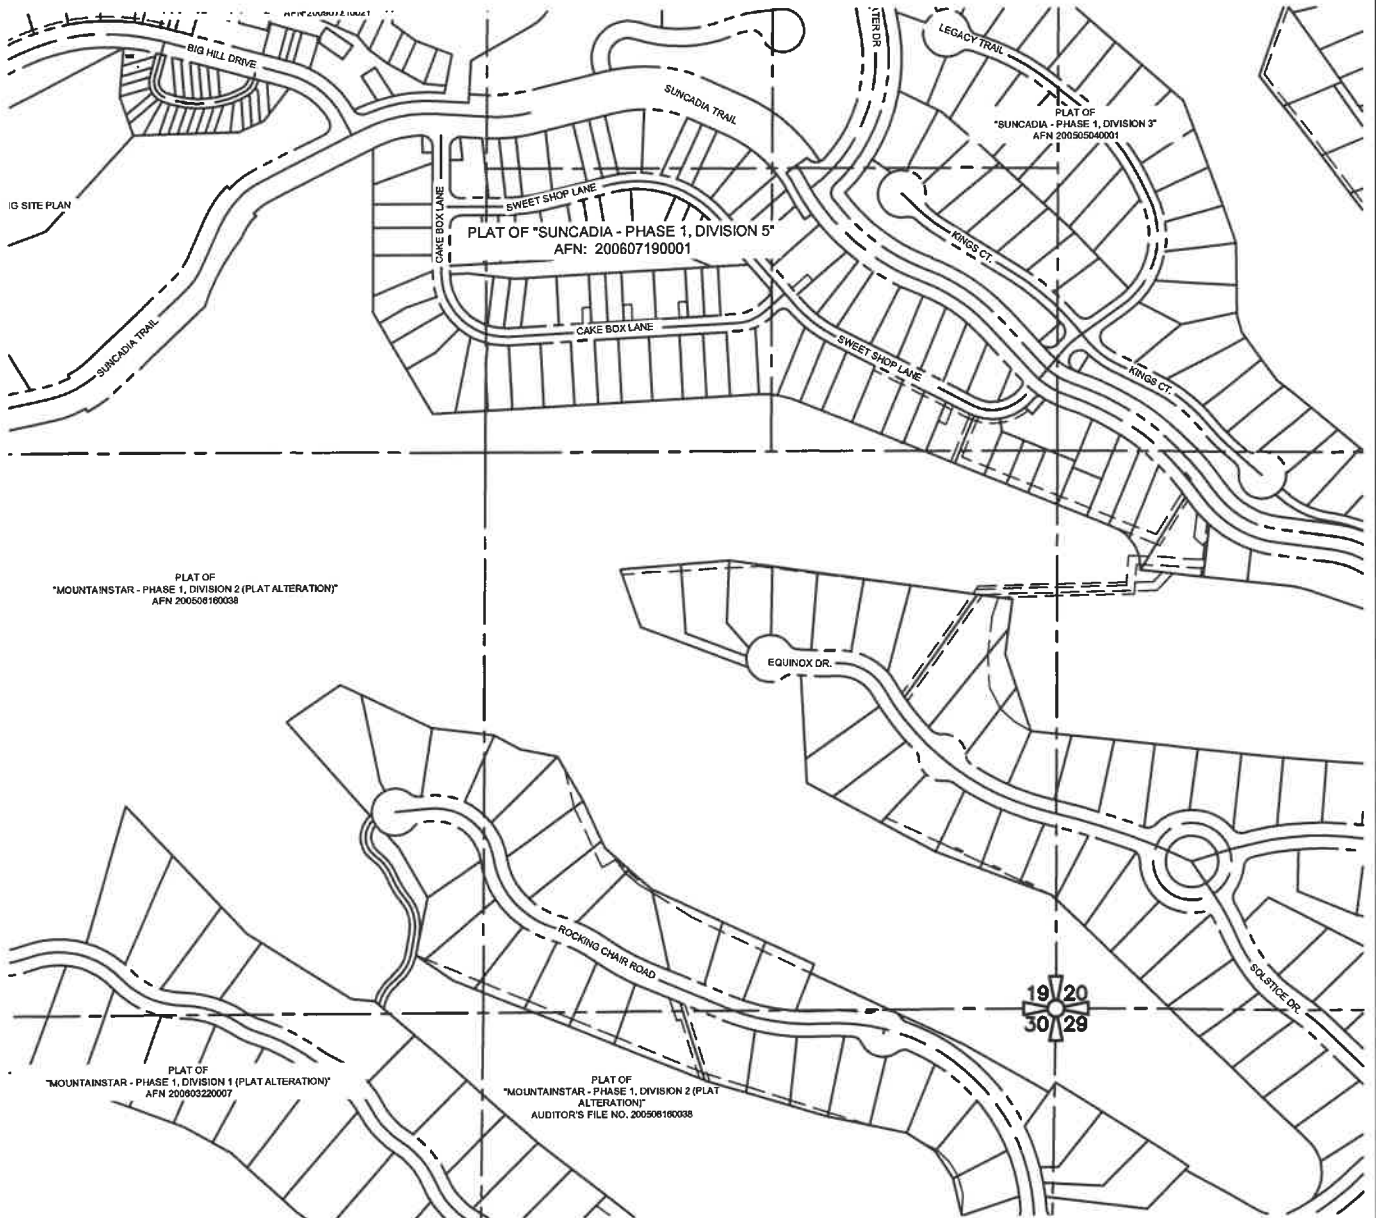 BIG HILL DRIVE
ATER DR
LEGACY TRAIL
SUNCADIA TRAIL
PLAT OF
"SUNCADIA - PHASE 1, DIVISION 3"
AFN 200505040001
IG SITE PLAN
CAKE BOX LANE
SWEET SHOP LANE
PLAT OF "SUNCADIA - PHASE 1, DIVISION 5"
AFN: 200607190001
KINGS CT.
SUNCADIA TRAIL
CAKE BOX LANE
SWEET SHOP LANE
KINGS CT.
PLAT OF
"MOUNTAINSTAR - PHASE 1, DIVISION 2 (PLAT ALTERATION)"
AFN 200506160038
EQUINOX DR.
ROCKING CHAIR ROAD
SOLSTICE DR.
19 20
30 29
PLAT OF
"MOUNTAINSTAR - PHASE 1, DIVISION 1 (PLAT ALTERATION)"
AFN 200603220007
PLAT OF
"MOUNTAINSTAR - PHASE 1, DIVISION 2 (PLAT
ALTERATION)"
AUDITOR'S FILE NO. 200506160038